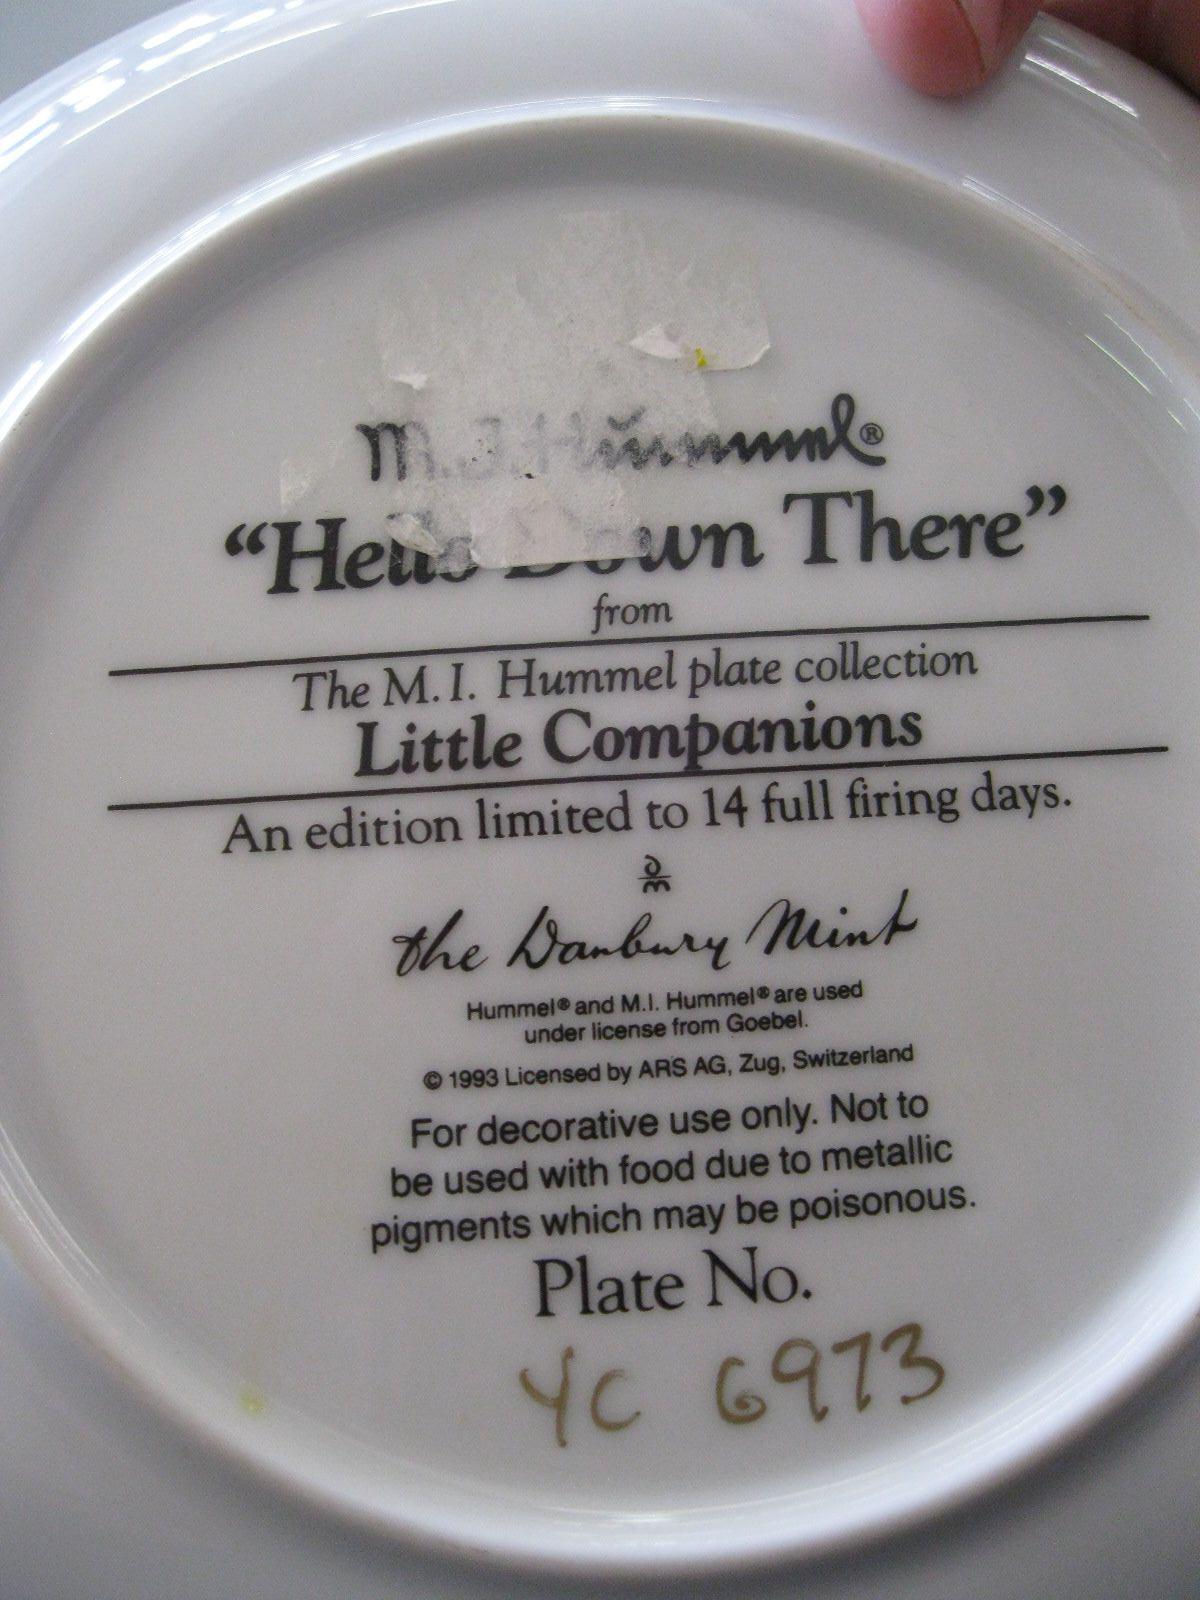 M.I. Hummel®
“Hello Down There”
from
The M. I. Hummel plate collection
Little Companions
An edition limited to 14 full firing days.
the Danbury Mint
Hummel® and M.I. Hummel® are used
under license from Goebel.
© 1993 Licensed by ARS AG, Zug, Switzerland
For decorative use only. Not to
be used with food due to metallic
pigments which may be poisonous.
Plate No.
YC 6973